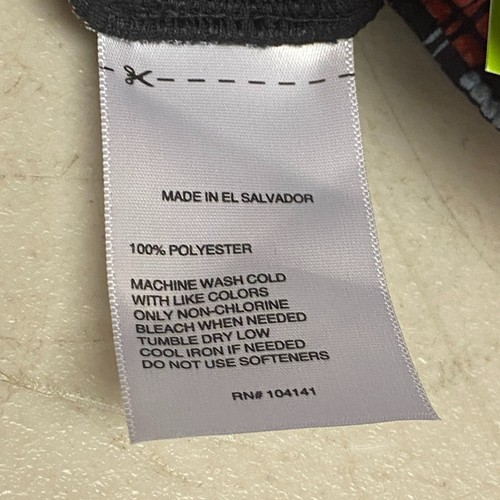 MADE IN EL SALVADOR
100% POLYESTER
MACHINE WASH COLD
WITH LIKE COLORS
ONLY NON-CHLORINE
BLEACH WHEN NEEDED
TUMBLE DRY LOW
COOL IRON IF NEEDED
DO NOT USE SOFTENERS
RN# 104141